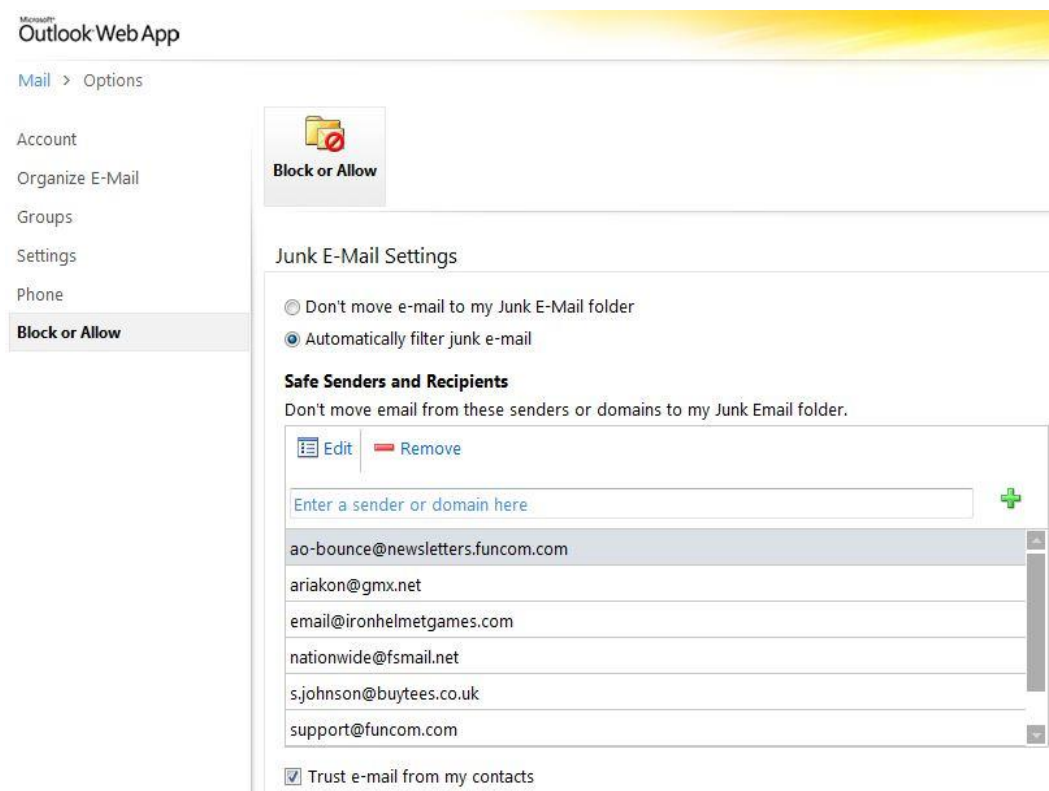 Microsoft®
Outlook Web App
Mail > Options
Account
Organize E-Mail
Groups
Settings
Phone
Block or Allow
Block or Allow
Junk E-Mail Settings
Don't move e-mail to my Junk E-Mail folder
Automatically filter junk e-mail
Safe Senders and Recipients
Don't move email from these senders or domains to my Junk Email folder.
Edit Remove
Enter a sender or domain here
ao-bounce@newsletters.funcom.com
ariakon@gmx.net
email@ironhelmetgames.com
nationwide@fsmail.net
s.johnson@buytees.co.uk
support@funcom.com
Trust e-mail from my contacts